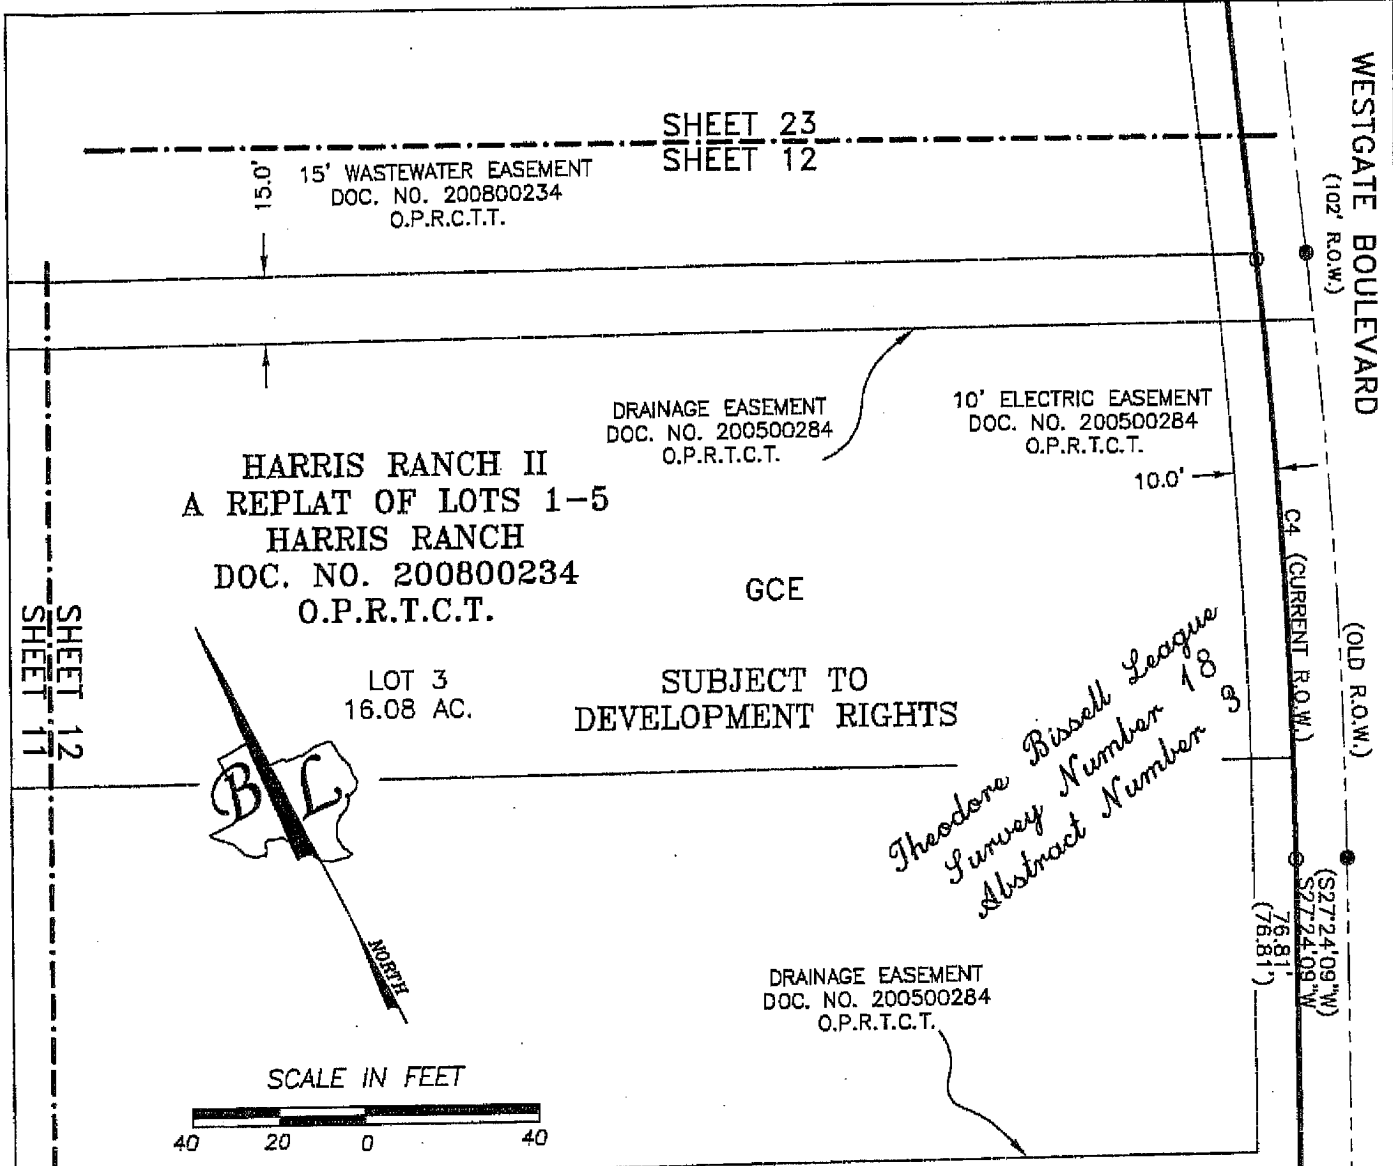 SHEET 23
SHEET 12
15.0'
15' WASTEWATER EASEMENT
DOC. NO. 200800234
O.P.R.C.T.T.
WESTGATE BOULEVARD
(102' R.O.W.)
DRAINAGE EASEMENT
DOC. NO. 200500284
O.P.R.T.C.T.
10' ELECTRIC EASEMENT
DOC. NO. 200500284
O.P.R.T.C.T.
10.0'
HARRIS RANCH II
A REPLAT OF LOTS 1-5
HARRIS RANCH
DOC. NO. 200800234
O.P.R.T.C.T.
GCE
C4 (CURRENT R.O.W.)
(OLD R.O.W.)
SHEET 12
SHEET 11
LOT 3
16.08 AC.
SUBJECT TO
DEVELOPMENT RIGHTS
Theodore Bissell League
Survey Number 18
Abstract Number 3
B L
NORTH
(S27°24'09"W)
S27°24'09"W
76.81'
(76.81')
DRAINAGE EASEMENT
DOC. NO. 200500284
O.P.R.T.C.T.
SCALE IN FEET
40 20 0 40